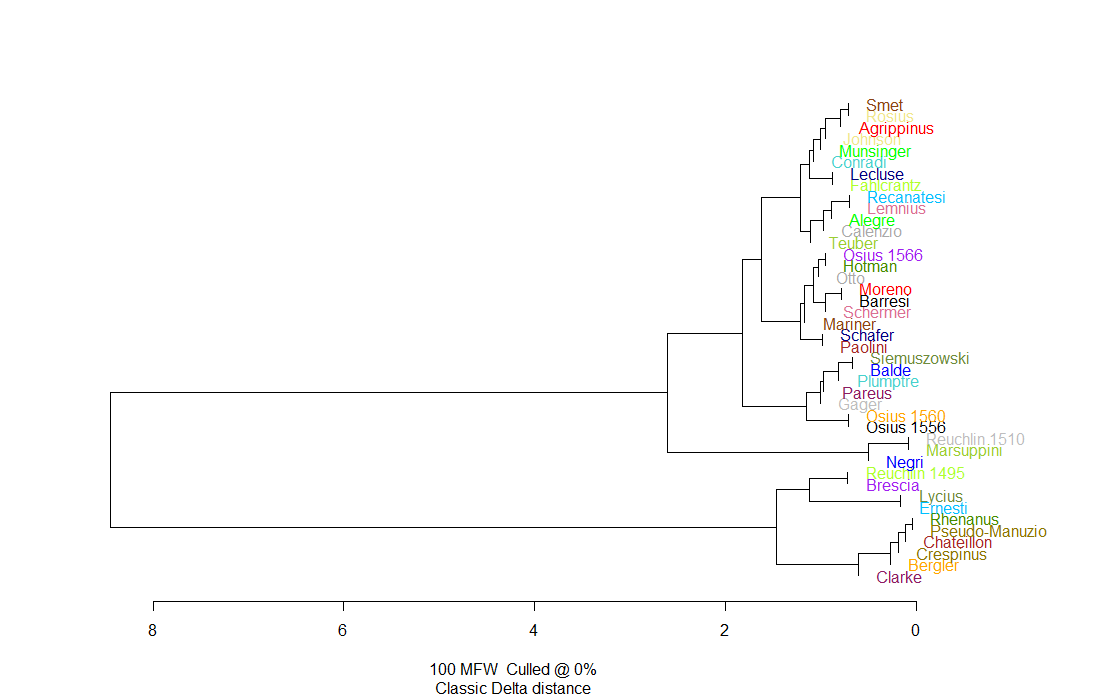 Smet
Rosius
Agrippinus
Johnson
Munsinger
Conradi
Lecluse
Fahlcrantz
Recanatesi
Lemnius
Alegre
Calenzio
Teuber
Osius 1566
Hotman
Otto
Moreno
Barresi
Schermer
Mariner
Schafer
Paolini
Siemuszowski
Balde
Plumptre
Pareus
Gager
Osius 1560
Osius 1556
Reuchlin 1510
Marsuppini
Negri
Reuchlin 1495
Brescia
Lycius
Ernesti
Rhenanus
Pseudo-Manuzio
Chateillon
Crespinus
Bergler
Clarke
8 6 4 2 0
100 MFW Culled @ 0%
Classic Delta distance